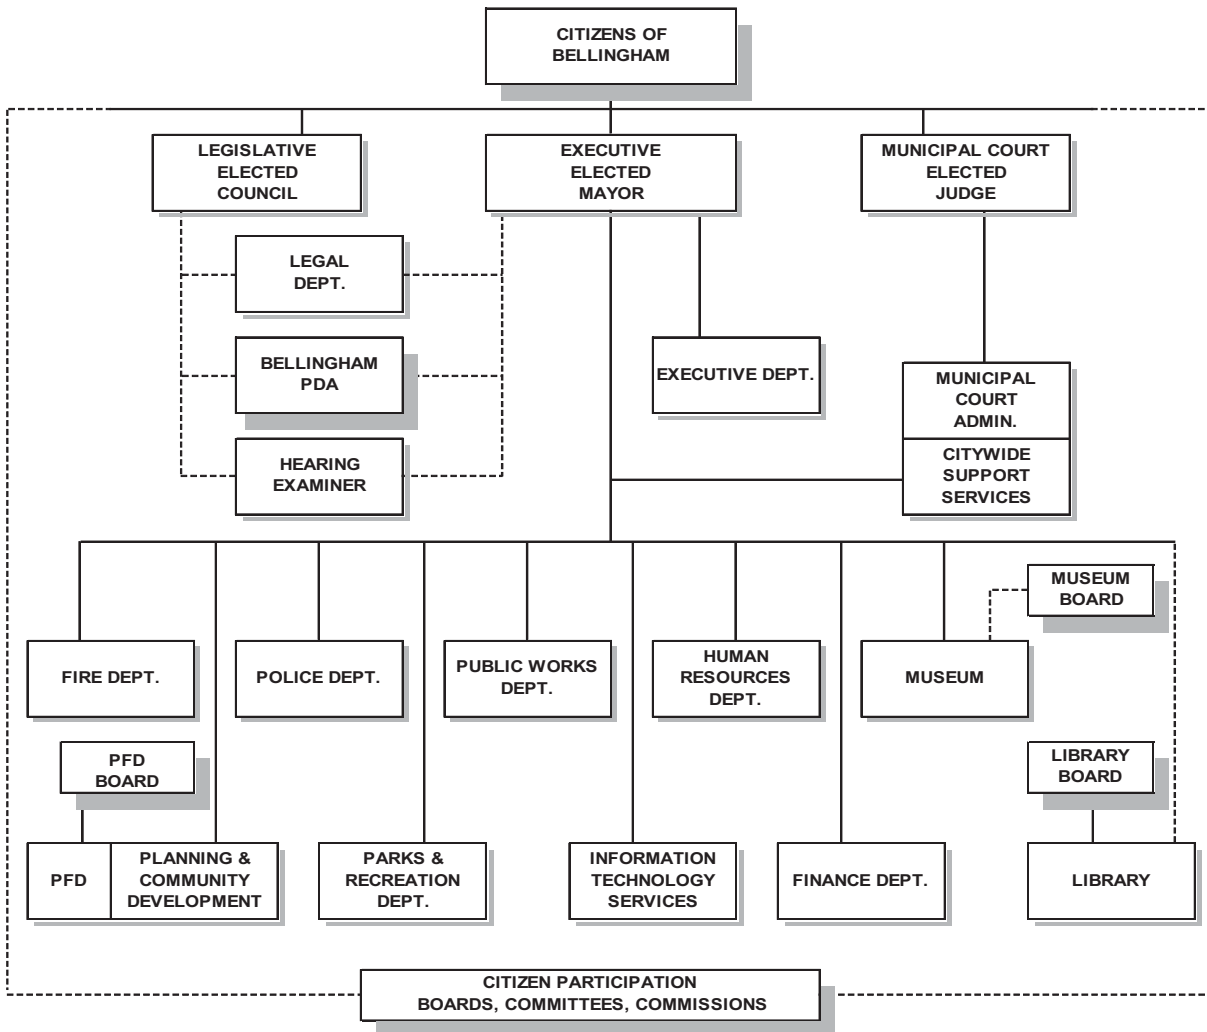 CITIZENS OF
BELLINGHAM
LEGISLATIVE
ELECTED
COUNCIL
EXECUTIVE
ELECTED
MAYOR
MUNICIPAL COURT
ELECTED
JUDGE
LEGAL
DEPT.
BELLINGHAM
PDA
HEARING
EXAMINER
EXECUTIVE DEPT.
MUNICIPAL
COURT
ADMIN.
CITYWIDE
SUPPORT
SERVICES
MUSEUM
BOARD
FIRE DEPT.
POLICE DEPT.
PUBLIC WORKS
DEPT.
HUMAN
RESOURCES
DEPT.
MUSEUM
PFD
BOARD
LIBRARY
BOARD
PFD
PLANNING &
COMMUNITY
DEVELOPMENT
PARKS &
RECREATION
DEPT.
INFORMATION
TECHNOLOGY
SERVICES
FINANCE DEPT.
LIBRARY
CITIZEN PARTICIPATION
BOARDS, COMMITTEES, COMMISSIONS